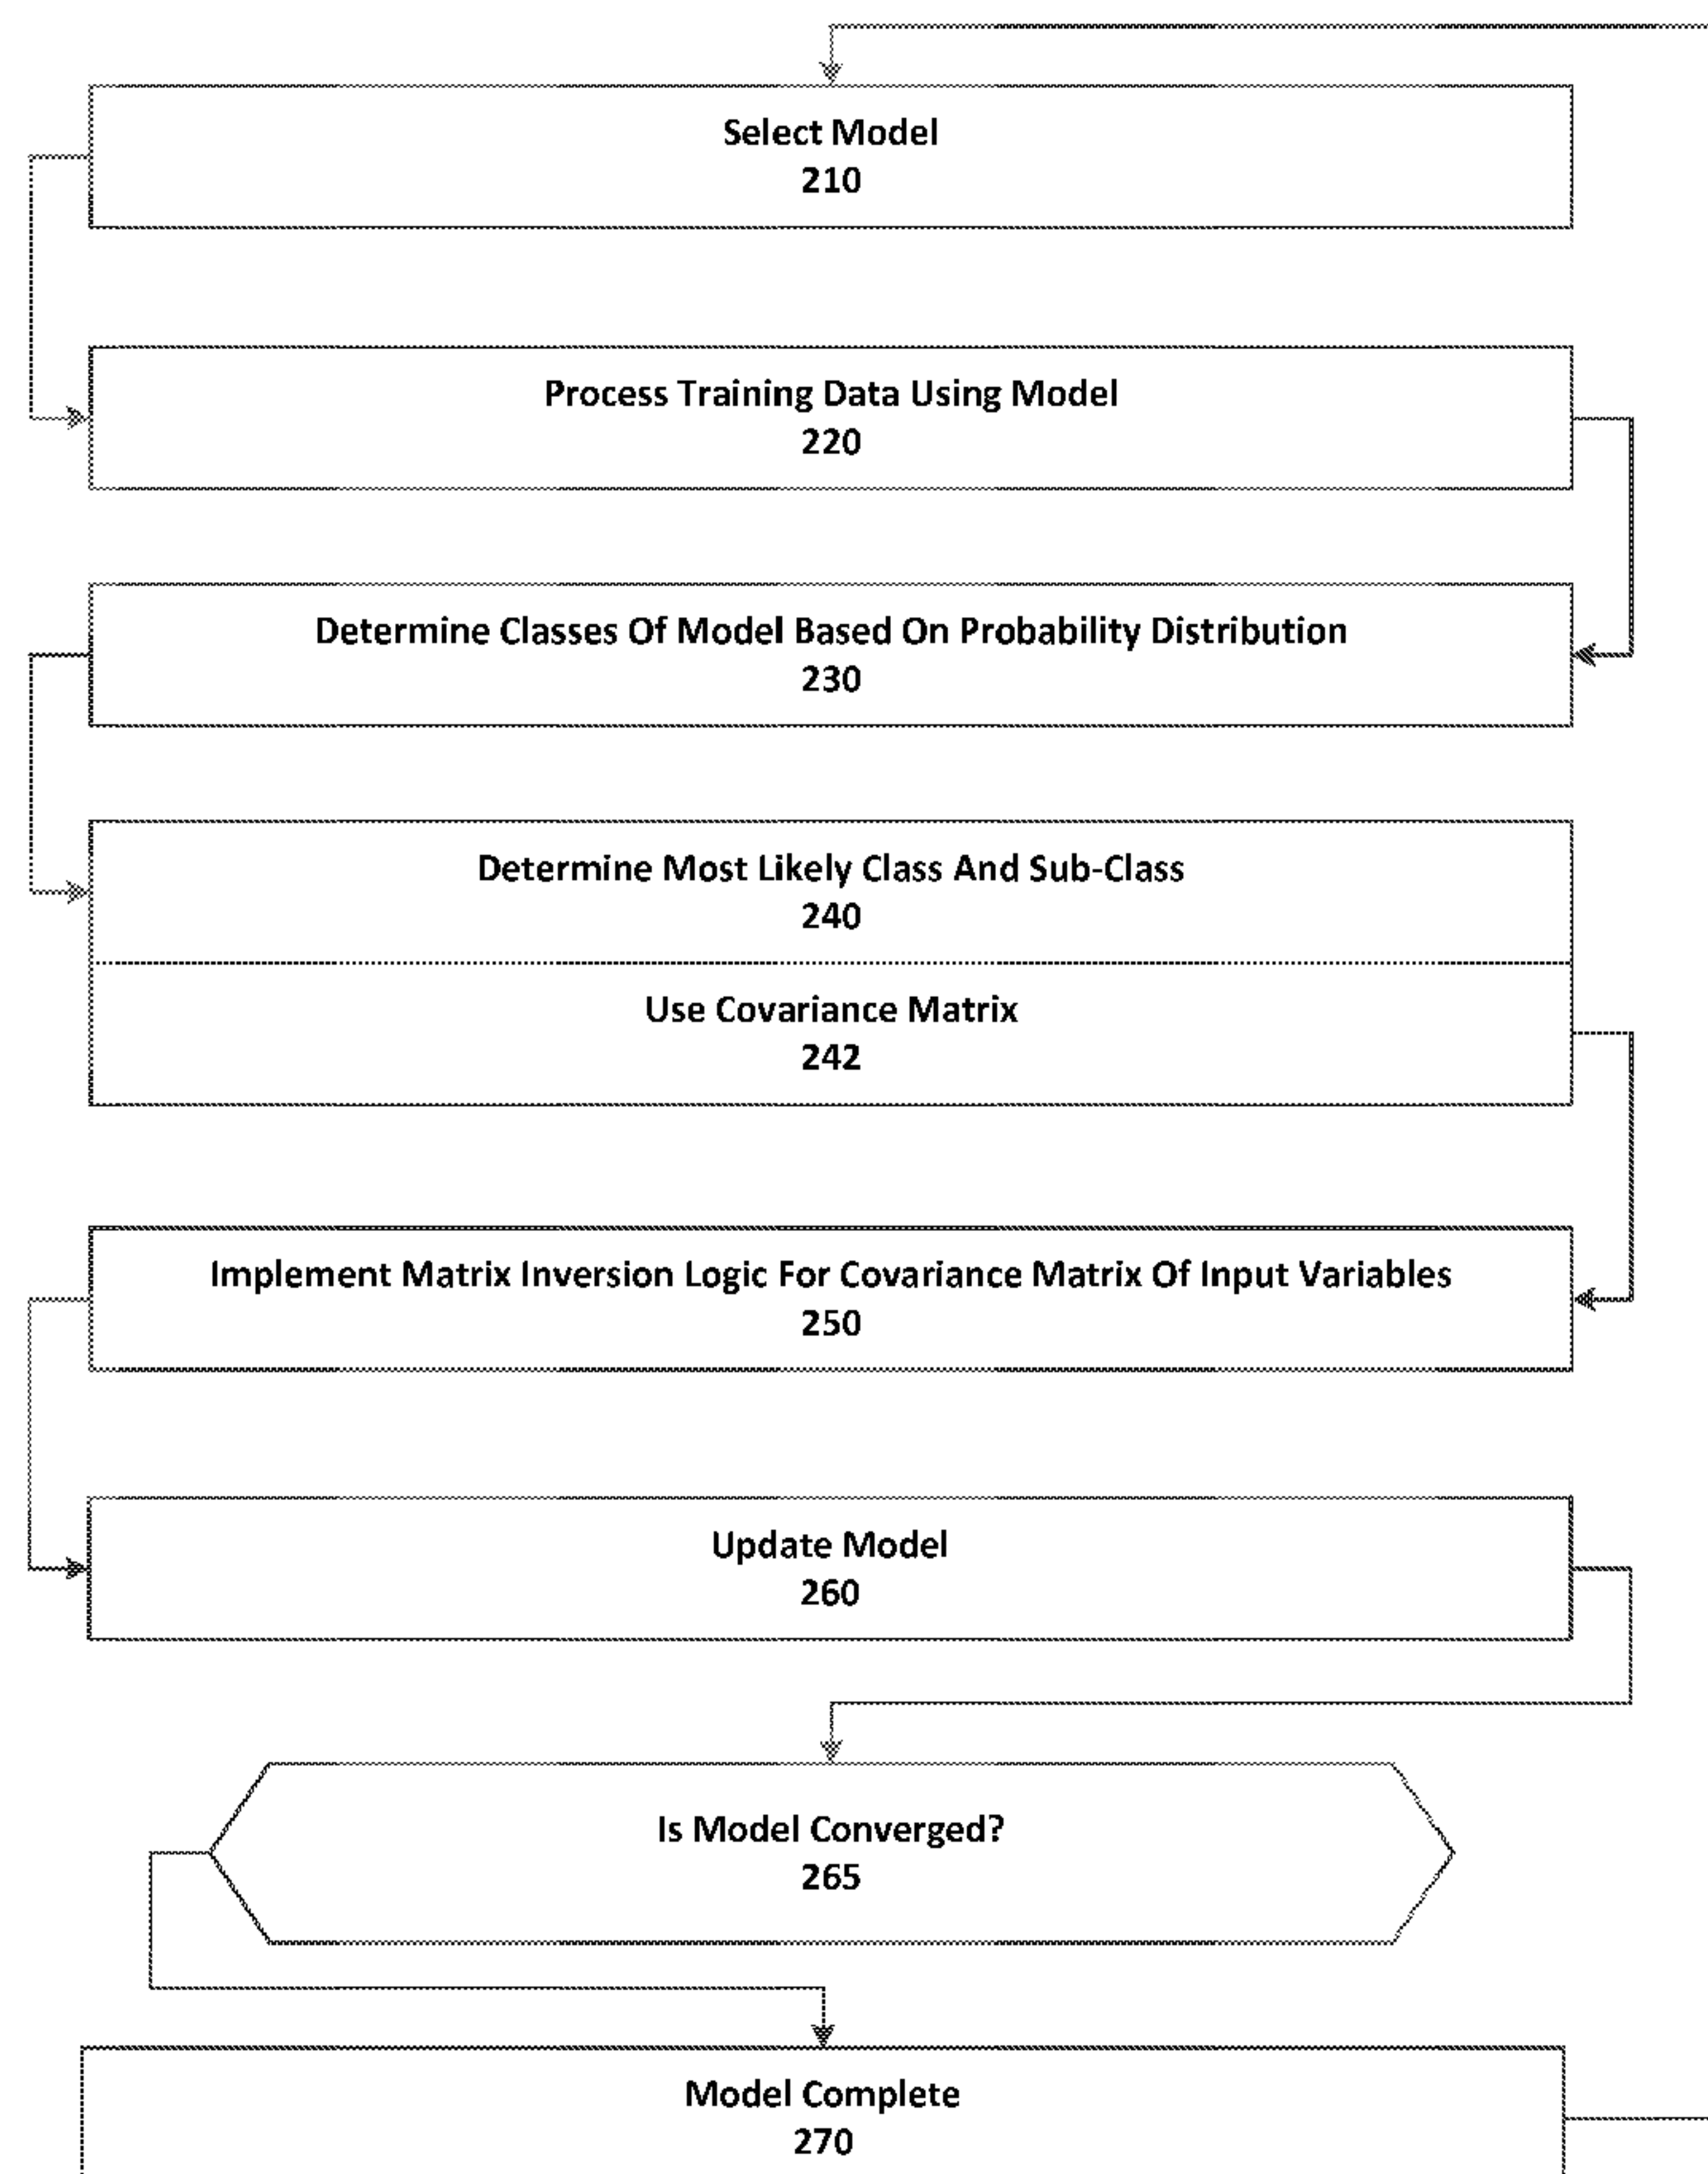 Select Model
210
Process Training Data Using Model
220
Determine Classes Of Model Based On Probability Distribution
230
Determine Most Likely Class And Sub-Class
240
Use Covariance Matrix
242
Implement Matrix Inversion Logic For Covariance Matrix Of Input Variables
250
Update Model
260
Is Model Converged?
265
Model Complete
270